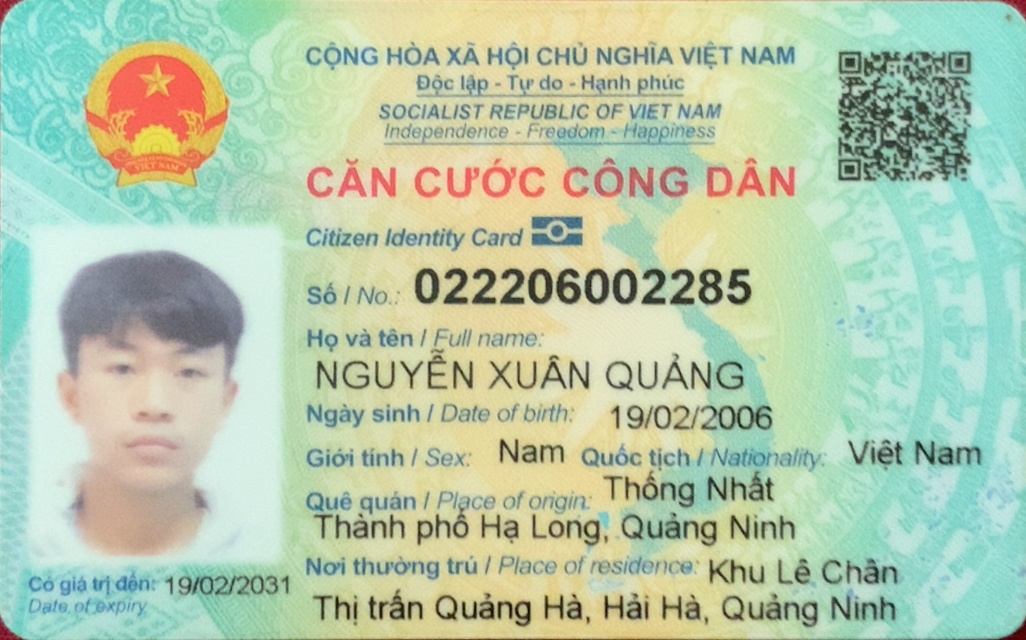 CỘNG HÒA XÃ HỘI CHỦ NGHĨA VIỆT NAM
Độc lập - Tự do - Hạnh phúc
SOCIALIST REPUBLIC OF VIET NAM
Independence - Freedom - Happiness
CĂN CƯỚC CÔNG DÂN
Citizen Identity Card
Số / No.: 022206002285
Họ và tên / Full name:
NGUYỄN XUÂN QUẢNG
Ngày sinh / Date of birth: 19/02/2006
Giới tính / Sex: Nam Quốc tịch / Nationality: Việt Nam
Quê quán / Place of origin: Thống Nhất
Thành phố Hạ Long, Quảng Ninh
Nơi thường trú / Place of residence: Khu Lê Chân
Thị trấn Quảng Hà, Hải Hà, Quảng Ninh
Có giá trị đến: 19/02/2031
Date of expiry
VIỆT NAM